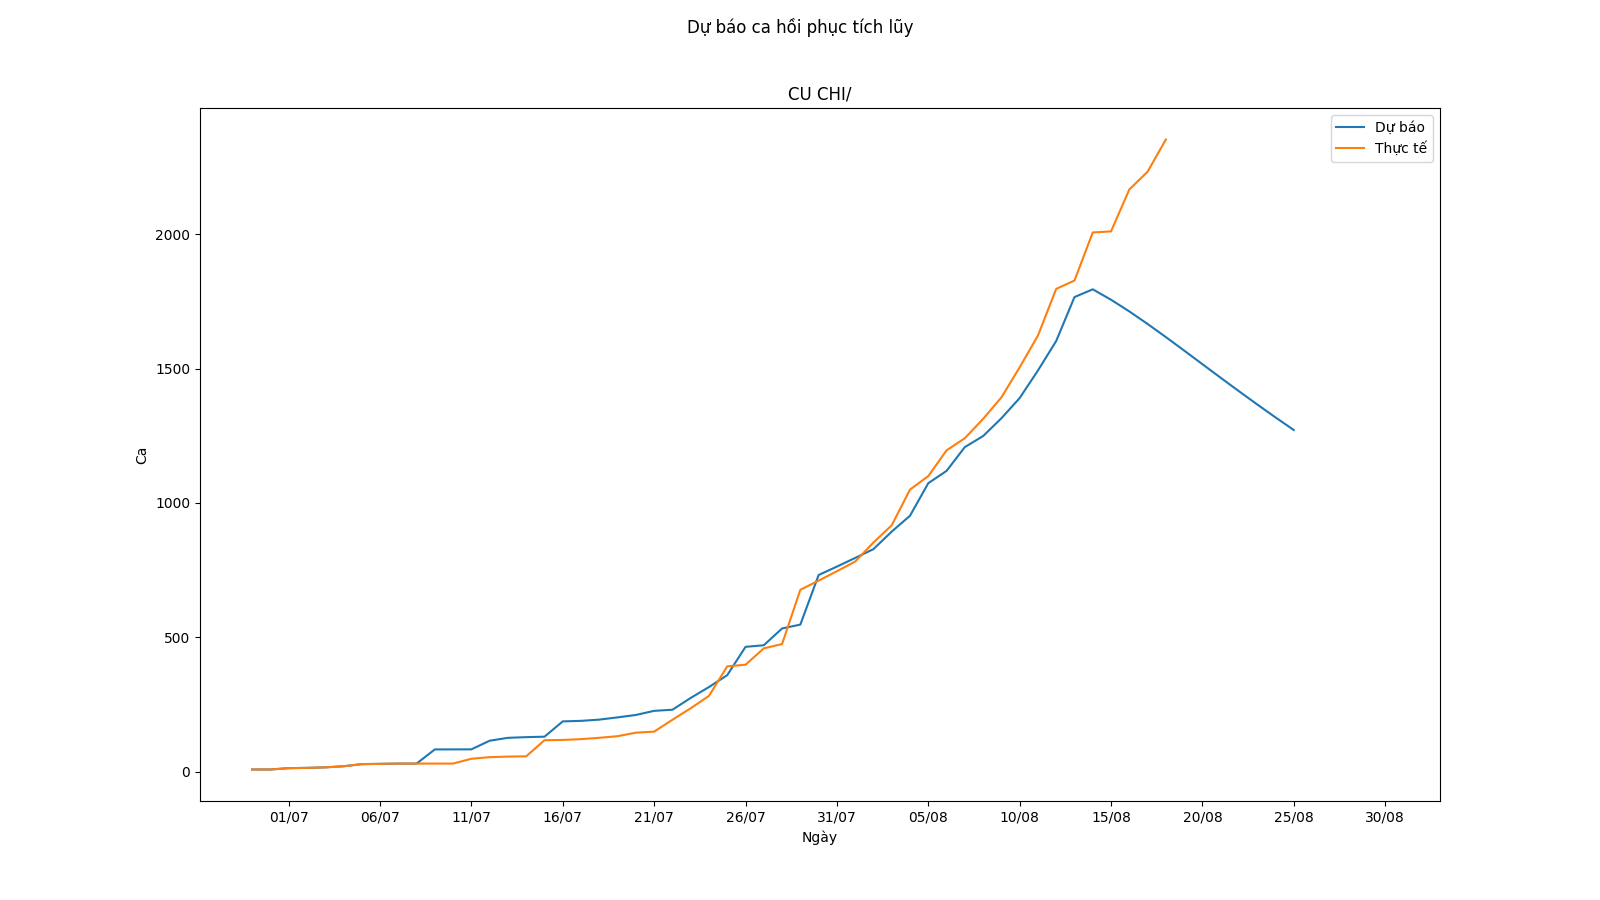 Dự báo ca hồi phục tích lũy
CU CHI/
Dự báo
Thực tế
2000
1500
1000
500
0
Ca
01/07 06/07 11/07 16/07 21/07 26/07 31/07 05/08 10/08 15/08 20/08 25/08 30/08
Ngày